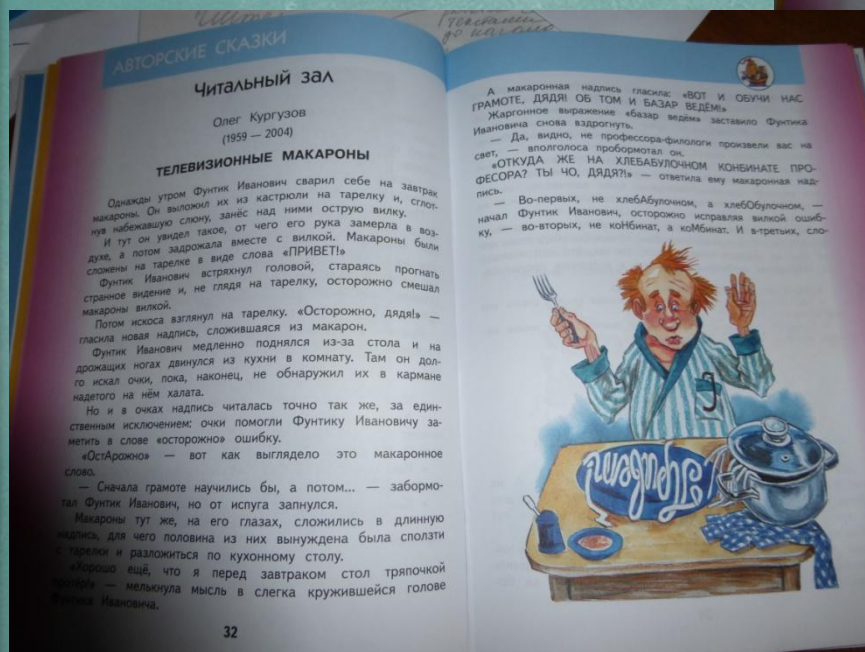 читками
до нагана
АВТОРСКИЕ СКАЗКИ
Читальный зал
Олег Кургузов
(1959 — 2004)
ТЕЛЕВИЗИОННЫЕ МАКАРОНЫ
Однажды утром Фунтик Иванович сварил себе на завтрак
макароны. Он выложил их из кастрюли на тарелку и, сглот-
нув набежавшую слюну, занёс над ними острую вилку.
И тут он увидел такое, от чего его рука замерла в воз-
духе, а потом задрожала вместе с вилкой. Макароны были
сложены на тарелке в виде слова «ПРИВЕТ!»
Фунтик Иванович встряхнул головой, стараясь прогнать
странное видение и, не глядя на тарелку, осторожно смешал
макароны вилкой.
Потом искоса взглянул на тарелку. «Осторожно, дядя!» —
гласила новая надпись, сложившаяся из макарон.
Фунтик Иванович медленно поднялся из-за стола и на
дрожащих ногах двинулся из кухни в комнату. Там он дол-
го искал очки, пока, наконец, не обнаружил их в кармане
надетого на нём халата.
Но и в очках надпись читалась точно так же, за един-
ственным исключением: очки помогли Фунтику Ивановичу за-
метить в слове «осторожно» ошибку.
«ОстАрожно» — вот как выглядело это макаронное
слово.
— Сначала грамоте научились бы, а потом... — забормо-
тал Фунтик Иванович, но от испуга запнулся.
Макароны тут же, на его глазах, сложились в длинную
надпись, для чего половина из них вынуждена была сползти
с тарелки и разложиться по кухонному столу.
«Хорошо ещё, что я перед завтраком стол тряпочкой
протёр!» — мелькнула мысль в слегка кружившейся голове
Фунтика Ивановича.
32
А макаронная надпись гласила: «ВОТ И ОБУЧИ НАС
ГРАМОТЕ, ДЯДЯ! ОБ ТОМ И БАЗАР ВЕДЁМ!»
Жаргонное выражение «базар ведём» заставило Фунтика
Ивановича снова вздрогнуть.
— Да, видно, не профессора-филологи произвели вас на
свет, — вполголоса пробормотал он.
«ОТКУДА ЖЕ НА ХЛЕБАБУЛОЧНОМ КОНБИНАТЕ ПРО-
ФЕСОРА? ТЫ ЧО, ДЯДЯ?!» — ответила ему макаронная над-
пись.
— Во-первых, не хлебАбулочном, а хлебОбулочном, —
начал Фунтик Иванович, осторожно исправляя вилкой ошиб-
ку, — во-вторых, не коНбинат, а коМбинат. И в-третьих, сло-
Привет!